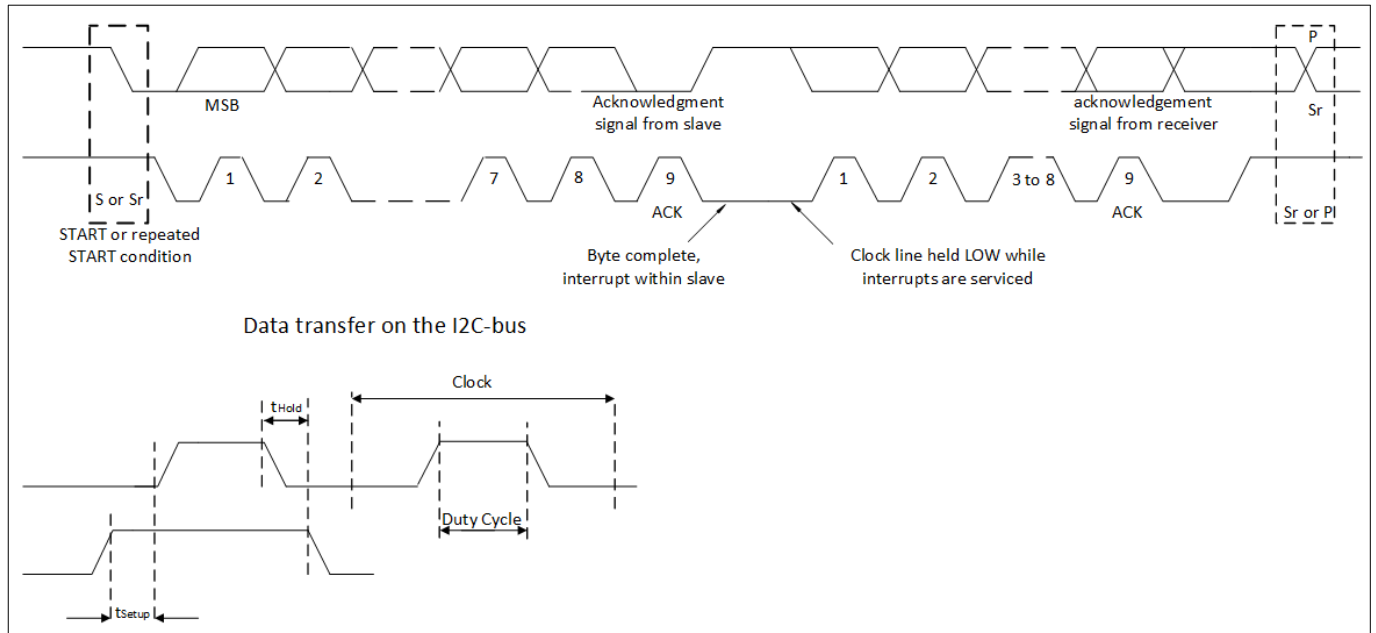 P
MSB
Acknowledgment
signal from slave
acknowledgement
signal from receiver
Sr
1
2
7
8
9
1
2
3 to 8
9
S or Sr
ACK
ACK
Sr or Pl
START or repeated
START condition
Byte complete,
interrupt within slave
Clock line held LOW while
interrupts are serviced
Data transfer on the I2C-bus
Clock
tHold
Duty Cycle
tSetup